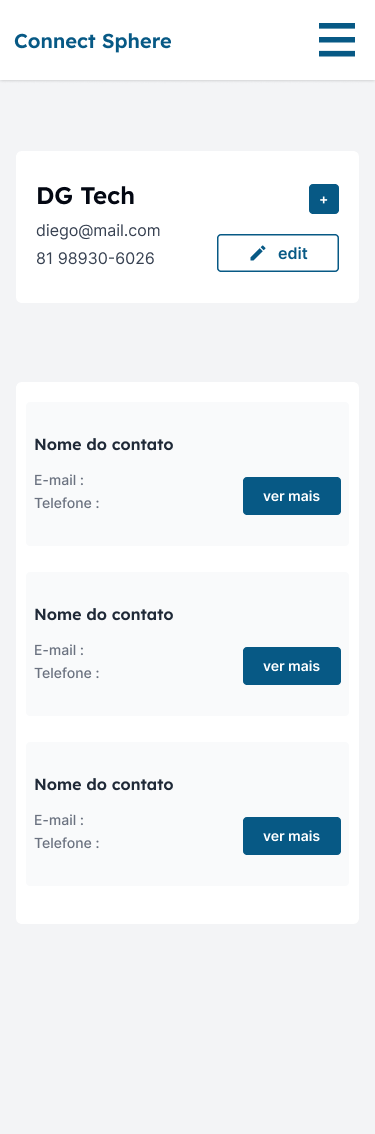 Connect Sphere
DG Tech
+
diego@mail.com
81 98930-6026
edit
Nome do contato
E-mail :
Telefone :
ver mais
Nome do contato
E-mail :
Telefone :
ver mais
Nome do contato
E-mail :
Telefone :
ver mais